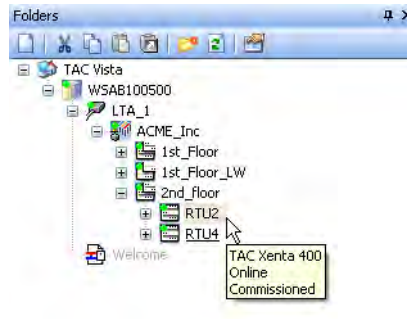 Folders
TAC Vista
WSAB100500
LTA_1
ACME_Inc
1st_Floor
1st_Floor_LW
2nd_floor
RTU2
RTU4
TAC Xenta 400
Online
Commissioned
Welcome